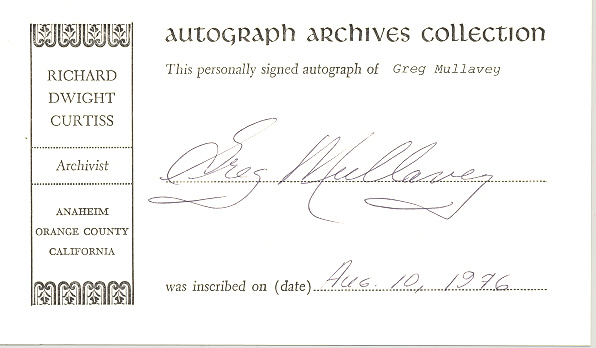 AUTOGRAPH ARCHIVES COLLECTION
This personally signed autograph of Greg Mullavey
RICHARD
DWIGHT
CURTISS
Archivist
ANAHEIM
ORANGE COUNTY
CALIFORNIA
Greg Mullavey
was inscribed on (date) Aug. 10, 1976